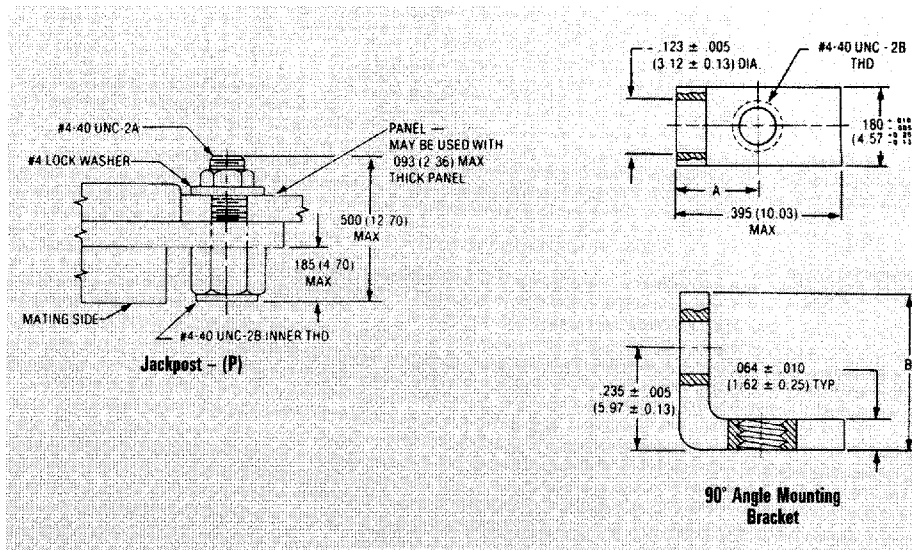 #4-40 UNC-2A
#4 LOCK WASHER
PANEL —
MAY BE USED WITH
.093 (2.36) MAX
THICK PANEL
.500 (12.70)
MAX
.185 (4.70)
MAX
MATING SIDE
#4-40 UNC-2B INNER THD
Jackpost – (P)
.123 ± .005
(3.12 ± 0.13) DIA.
#4-40 UNC - 2B
THD
.180
(4.57
A
.395 (10.03)
MAX
B
.064 ± .010
(1.62 ± 0.25) TYP
.235 ± .005
(5.97 ± 0.13)
90° Angle Mounting
Bracket